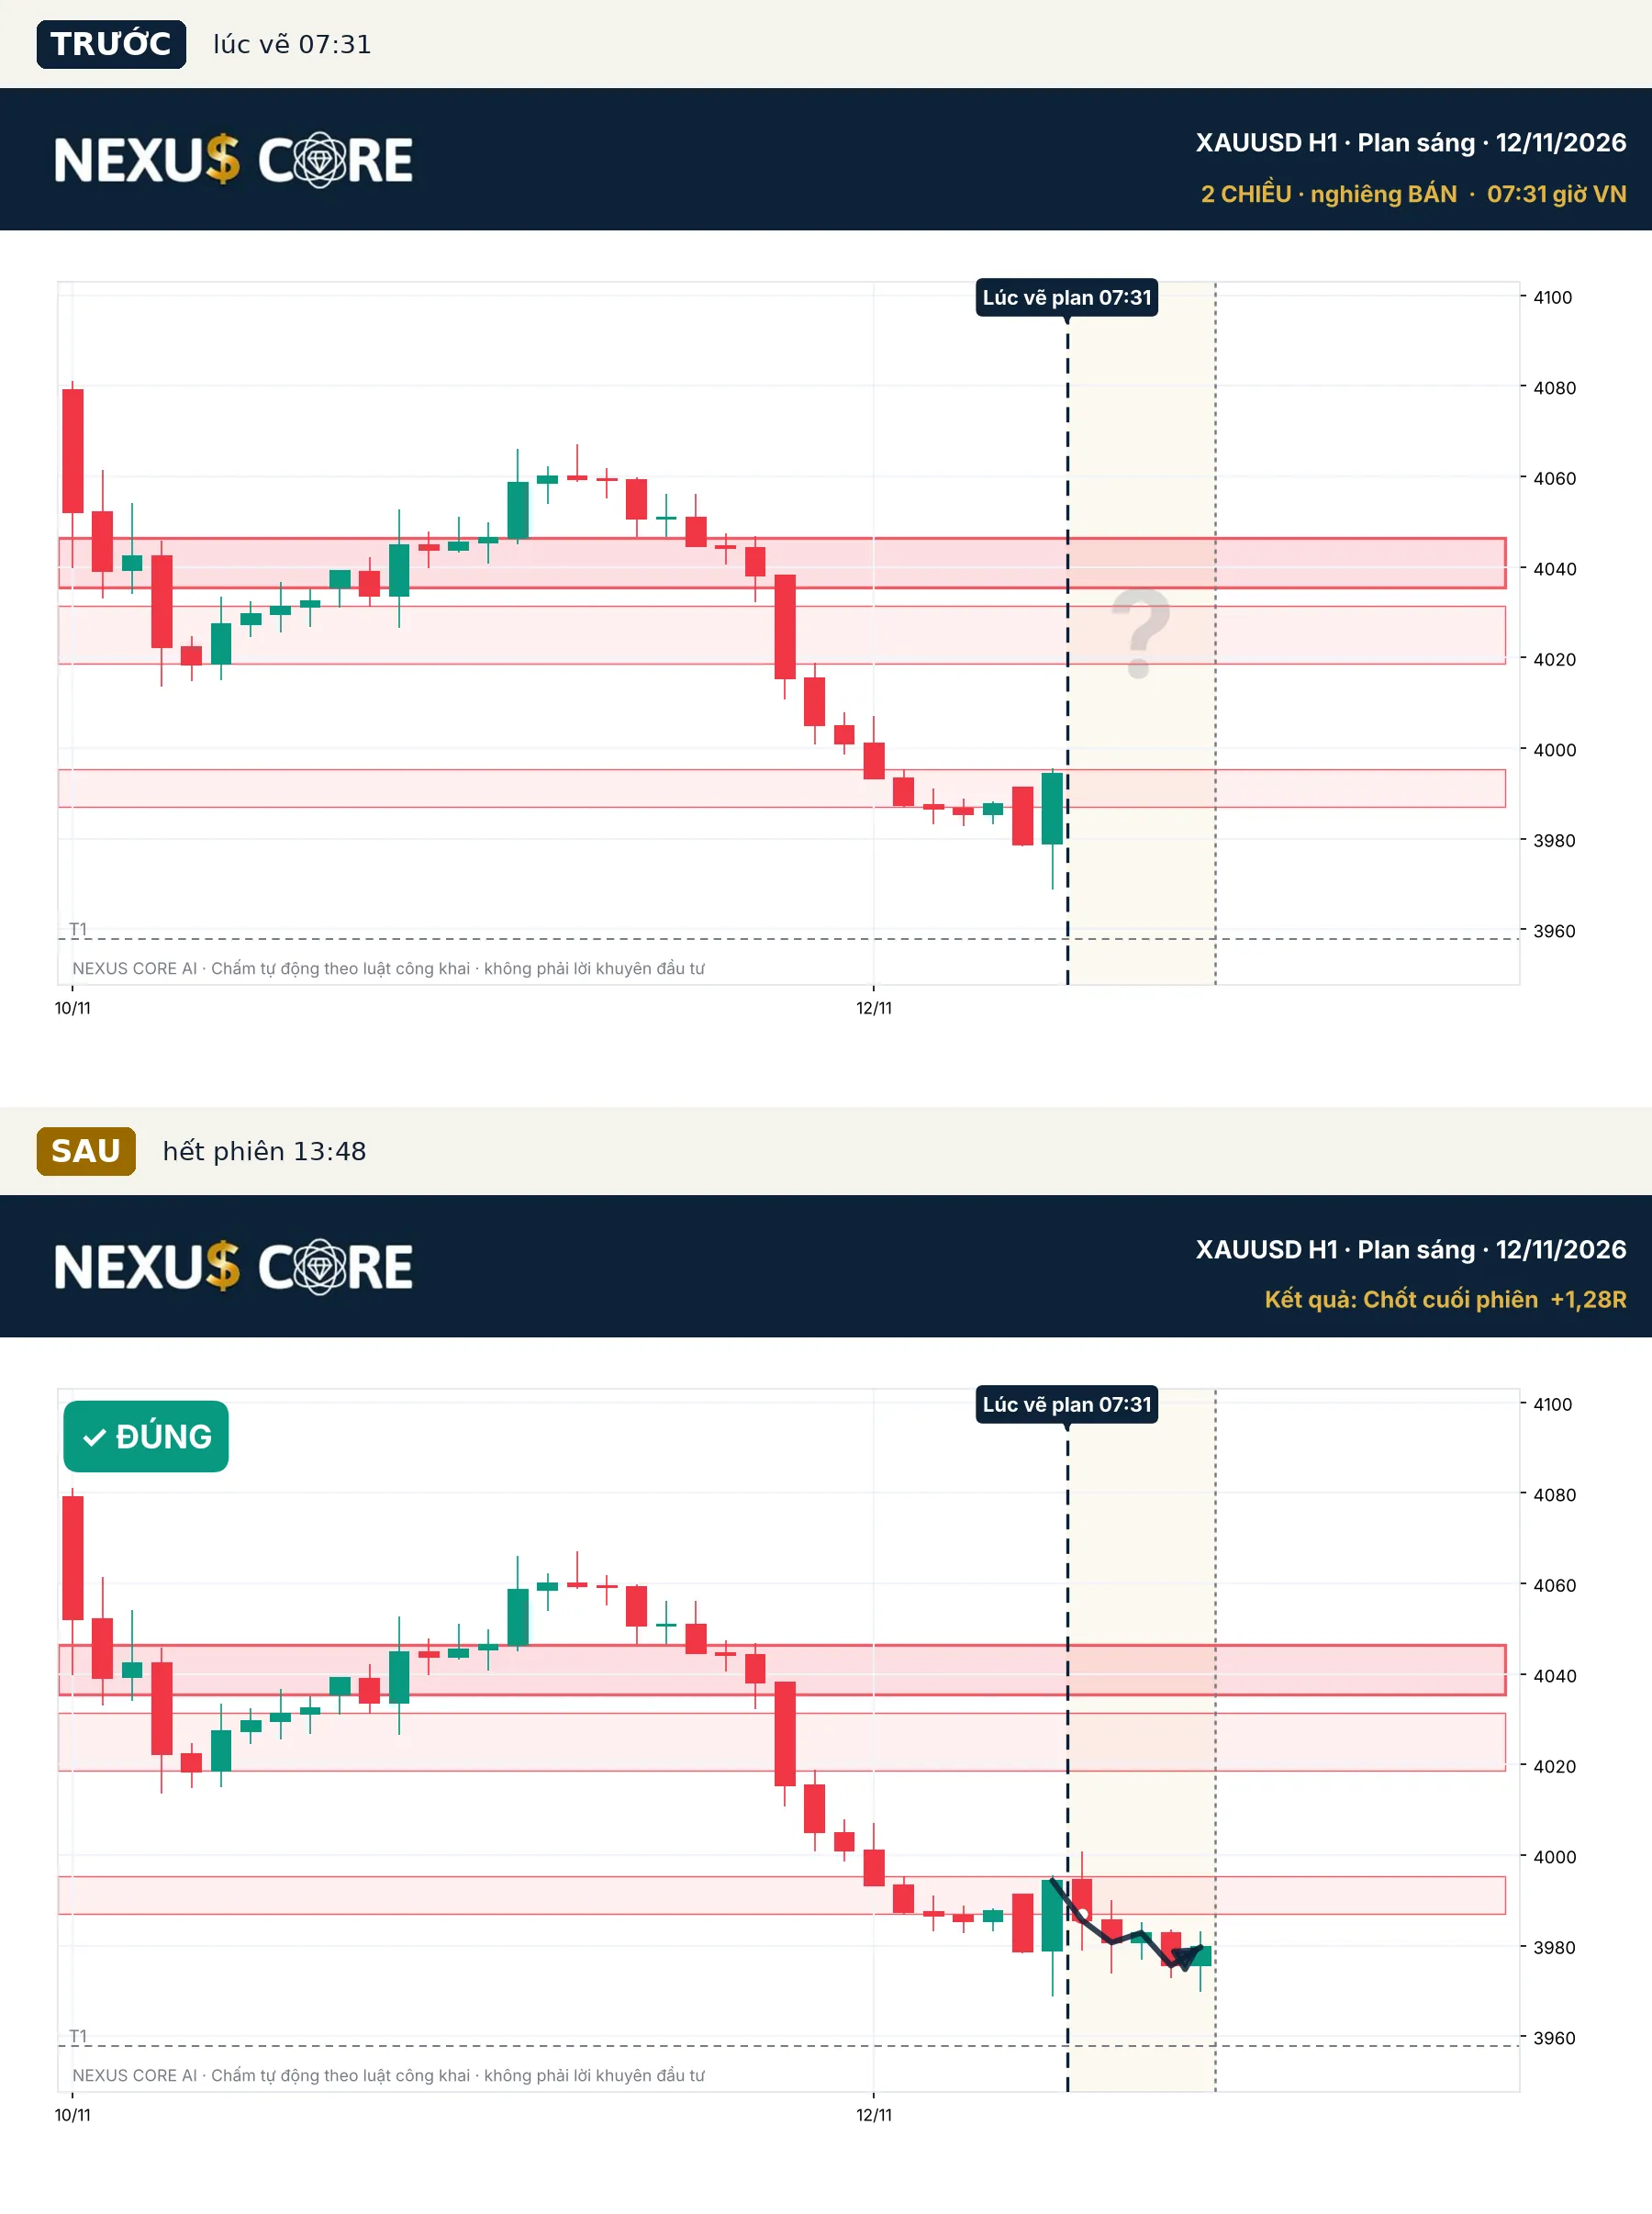 TRƯỚC lúc vẽ 07:31
NEXU$ CORE
XAUUSD H1 · Plan sáng · 12/11/2026
2 CHIỀU · nghiêng BÁN · 07:31 giờ VN
Lúc vẽ plan 07:31
4100
4080
4060
4040
?
4020
4000
3980
T1
3960
NEXUS CORE AI · Chấm tự động theo luật công khai · không phải lời khuyên đầu tư
10/11 12/11
SAU hết phiên 13:48
NEXU$ CORE
XAUUSD H1 · Plan sáng · 12/11/2026
Kết quả: Chốt cuối phiên +1,28R
Lúc vẽ plan 07:31
4100
✓ ĐÚNG
4080
4060
4040
4020
4000
3980
T1
3960
NEXUS CORE AI · Chấm tự động theo luật công khai · không phải lời khuyên đầu tư
10/11 12/11